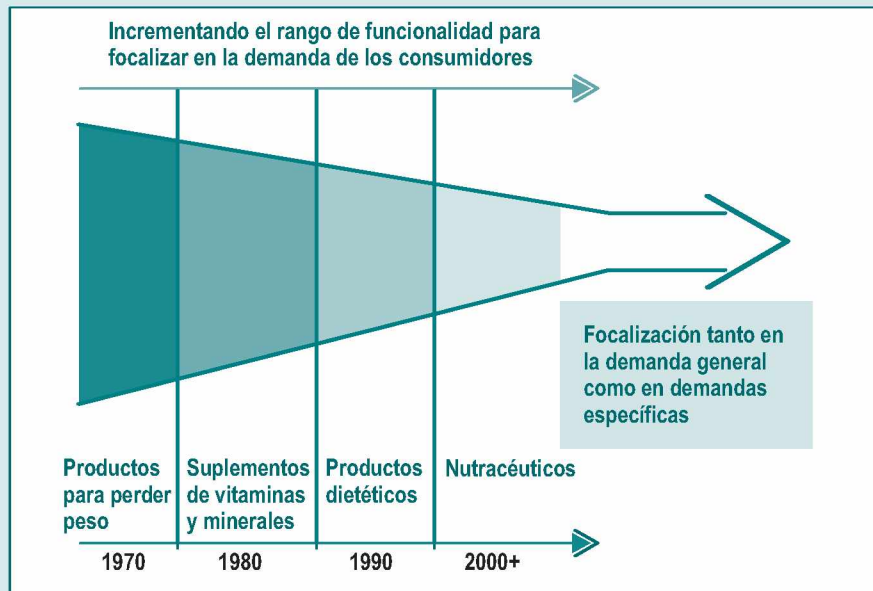 Incrementando el rango de funcionalidad para
focalizar en la demanda de los consumidores
Focalización tanto en
la demanda general
como en demandas
específicas
Productos
para perder
peso
Suplementos
de vitaminas
y minerales
Productos
dietéticos
Nutracéuticos
1970
1980
1990
2000+